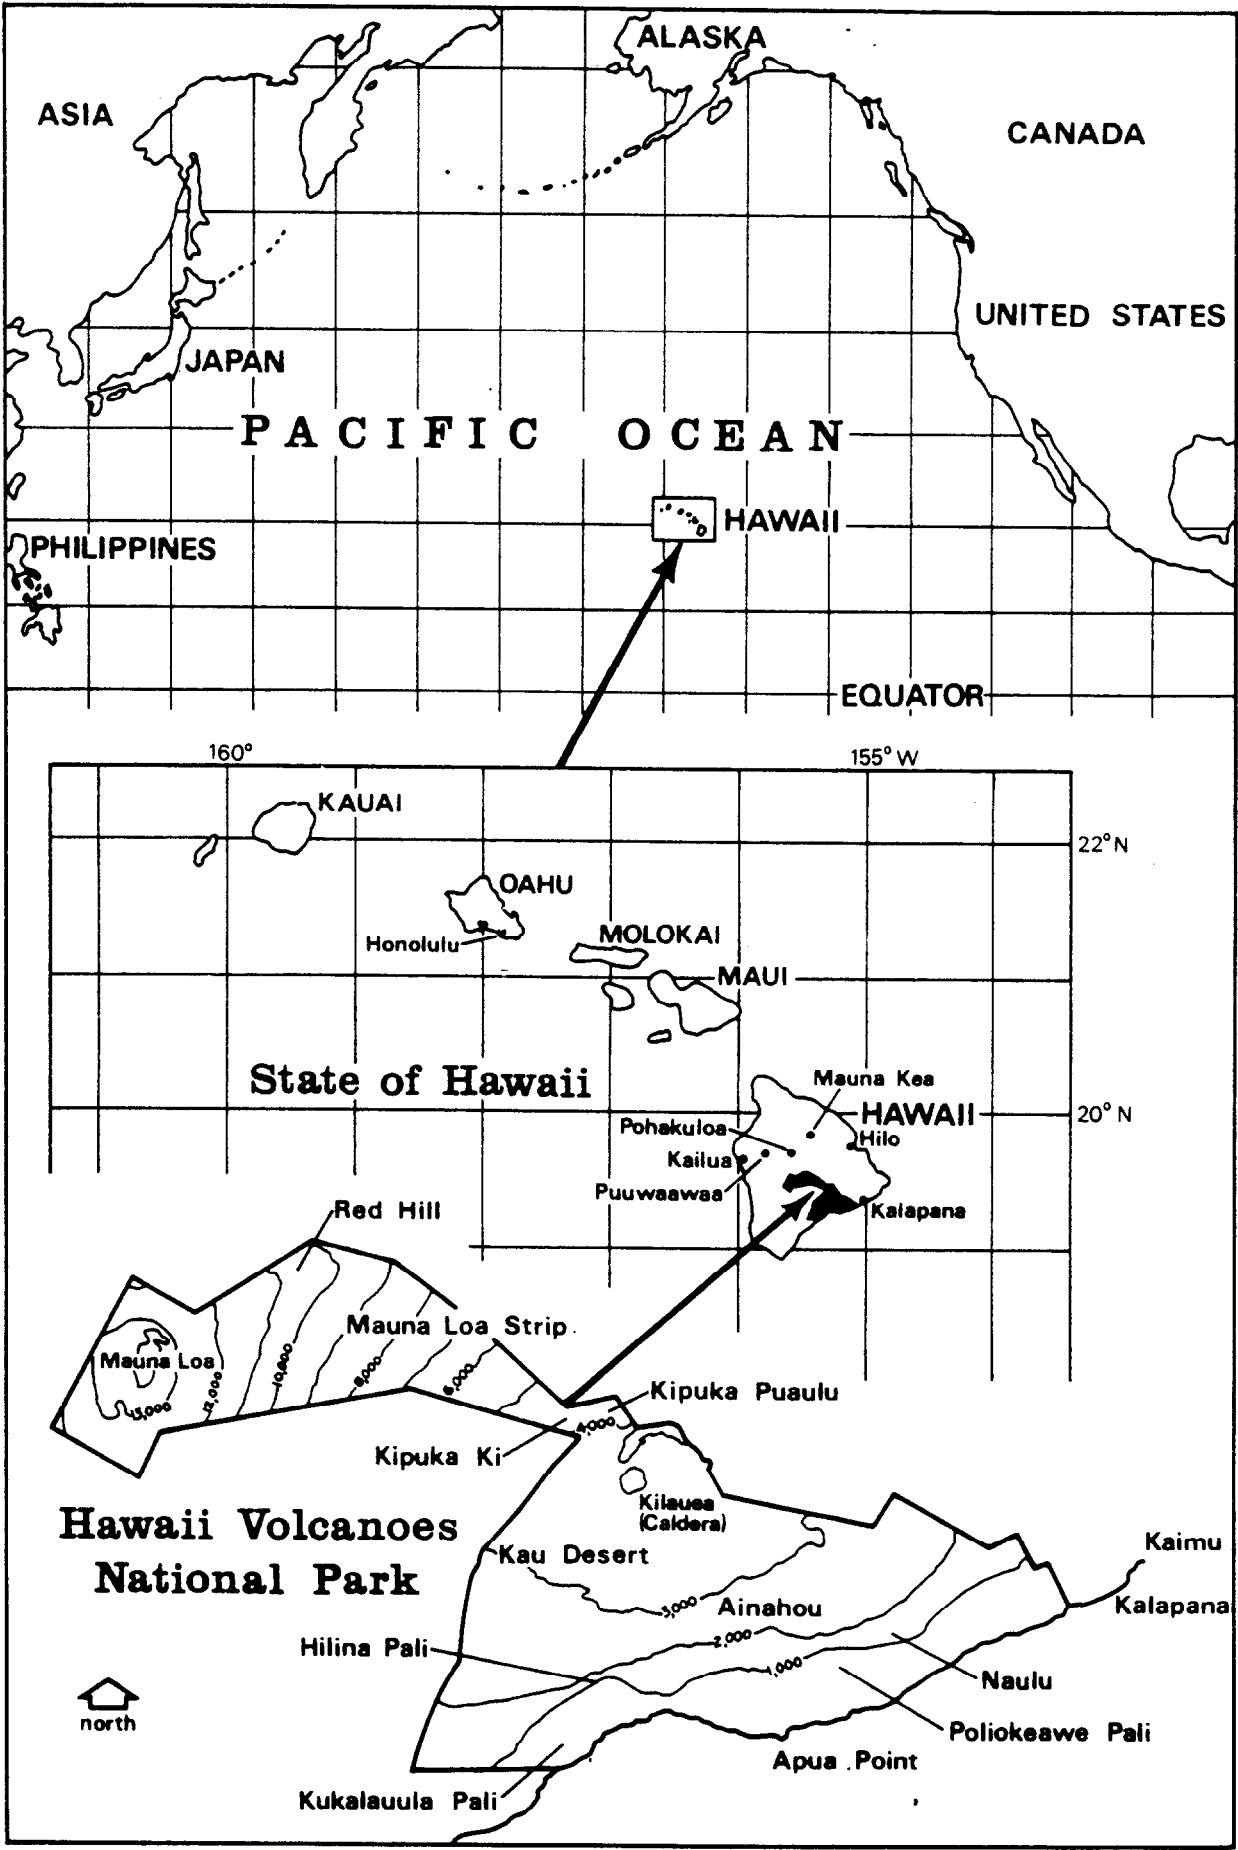 ALASKA
ASIA
CANADA
UNITED STATES
JAPAN
PACIFIC OCEAN
HAWAII
PHILIPPINES
EQUATOR
160°
155° W
KAUAI
22° N
OAHU
Honolulu
MOLOKAI
MAUI
State of Hawaii
Mauna Kea
HAWAII
20° N
Pohakuloa
Hilo
Kailua
Puuwaawaa
Kalapana
Red Hill
Mauna Loa Strip
Mauna Loa
13,000
12,000
10,000
8,000
6,000
Kipuka Puaulu
4,000
Kipuka Ki
Kilauea
(Caldera)
Hawaii Volcanoes
National Park
Kau Desert
Kaimu
3,000
Ainahou
Kalapana
2,000
Hilina Pali
1,000
Naulu
north
Poliokeawe Pali
Apua Point
Kukalauula Pali